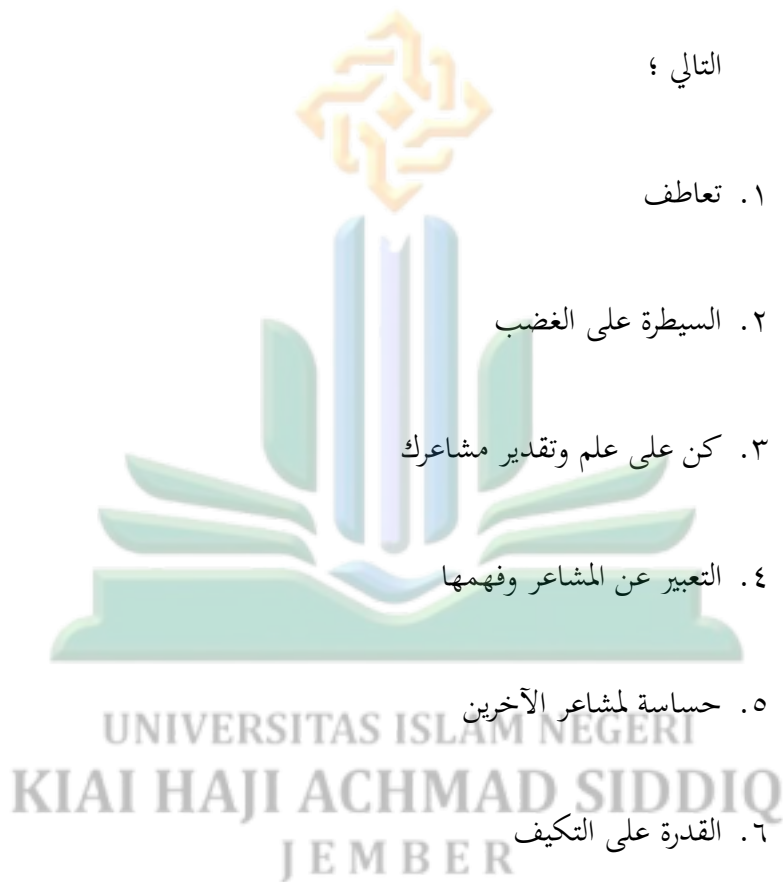 التالي ؛
١. تعاطف
٢. السيطرة على الغضب
٣. كن على علم وتقدير مشاعرك
٤. التعبير عن المشاعر وفهمها
٥. حساسة لمشاعر الآخرين
UNIVERSITAS ISLAM NEGERI
KIAI HAJI ACHMAD SIDDIQ
٦. القدرة على التكيف
JEMBER